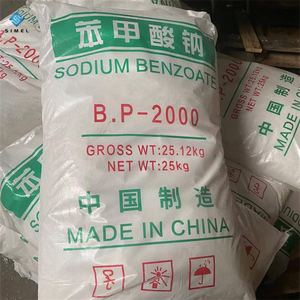 SIMEL
苯甲酸钠
SODIUM BENZOATE
B.P-2000
GROSS WT:25.12kg
NET WT:25kg
中国制造
MADE IN CHINA